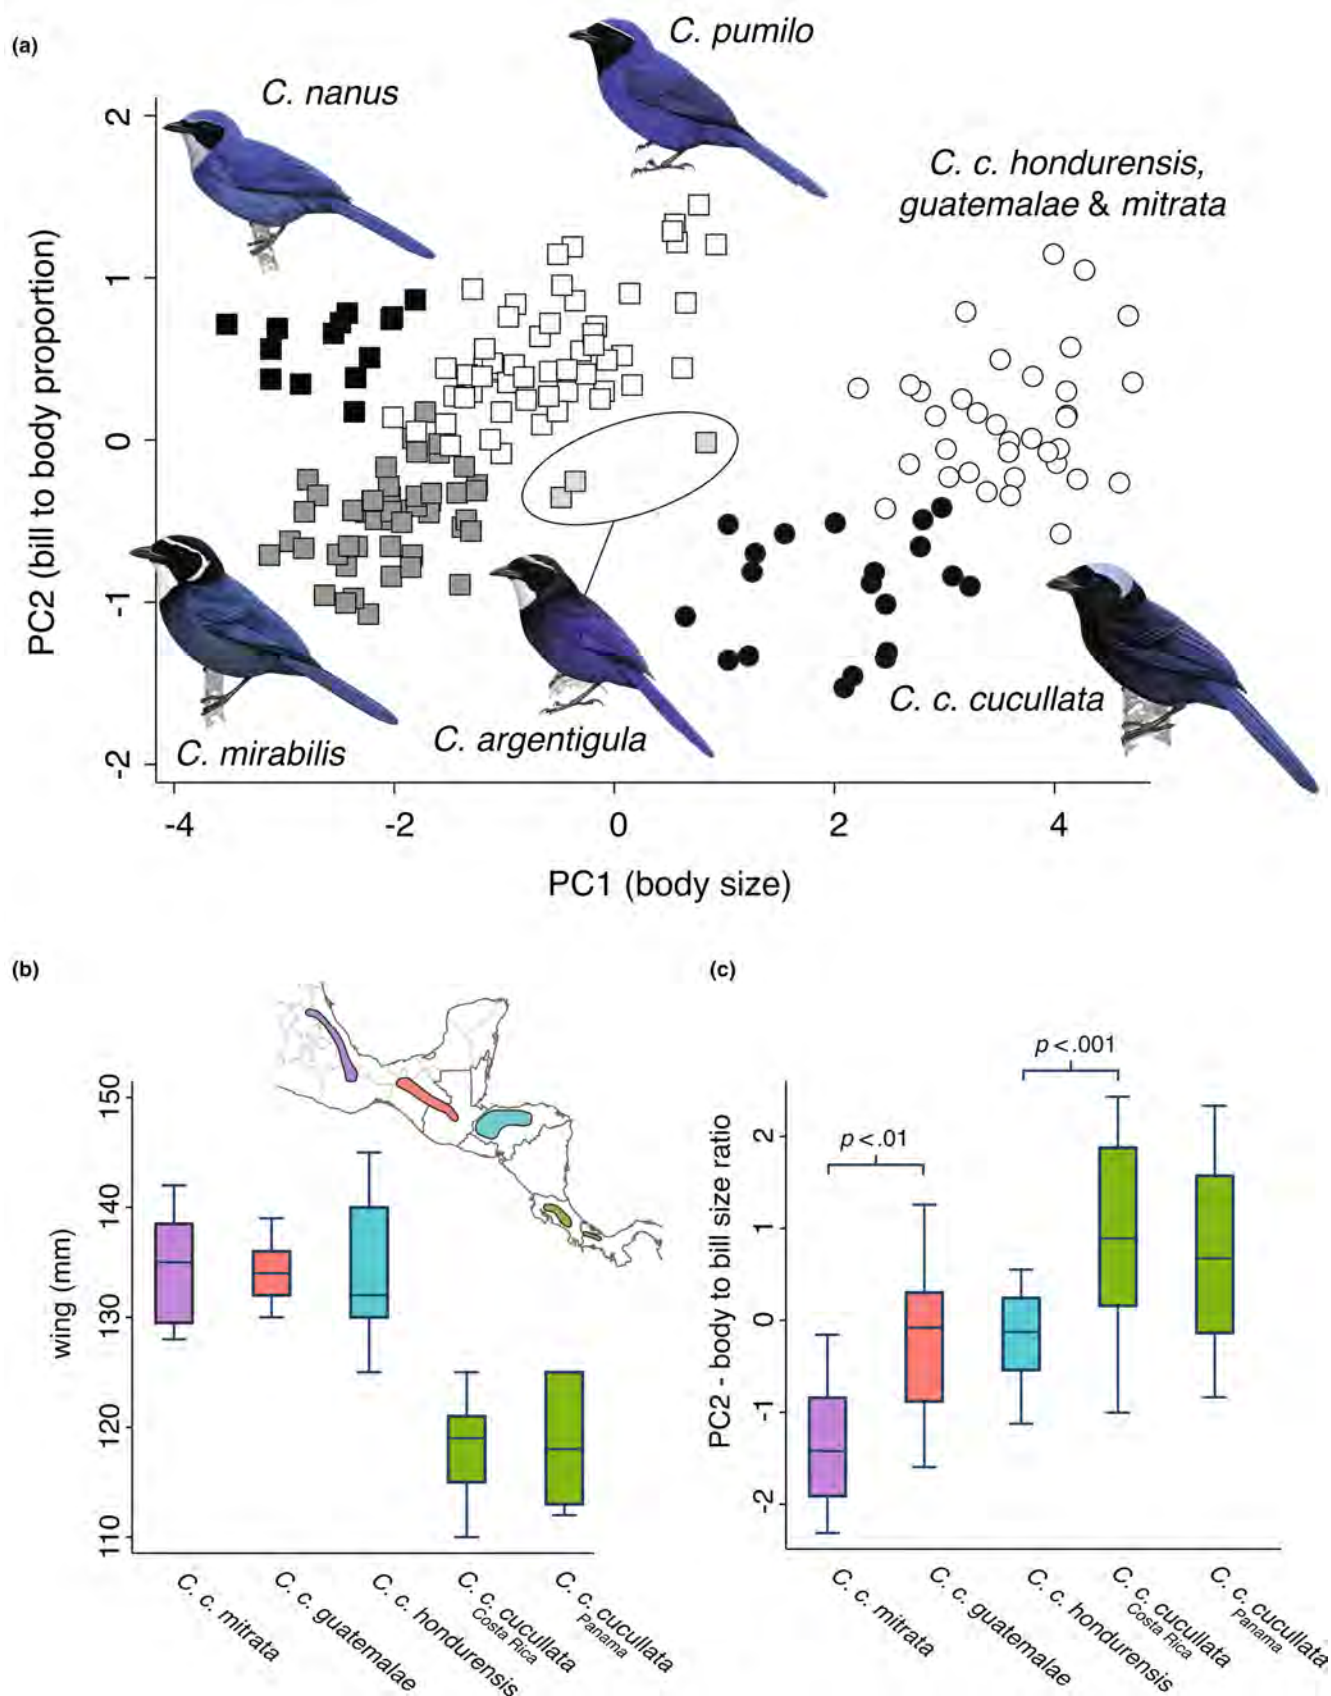 (a)
C. pumilo
C. nanus
C. c. hondurensis,
guatemalae & mitrata
PC2 (bill to body proportion)
2
1
0
-1
-2
C. mirabilis
C. argentigula
C. c. cucullata
-4
-2
0
2
4
PC1 (body size)
(b)
wing (mm)
150
140
130
120
110
C. c. mitrata
C. c. guatemalae
C. c. hondurensis
C. c. cucullata
Costa Rica
C. c. cucullata
Panama
(c)
p < .001
p < .01
PC2 - body to bill size ratio
2
1
0
-1
-2
C. c. mitrata
C. c. guatemalae
C. c. hondurensis
C. c. cucullata
Costa Rica
C. c. cucullata
Panama